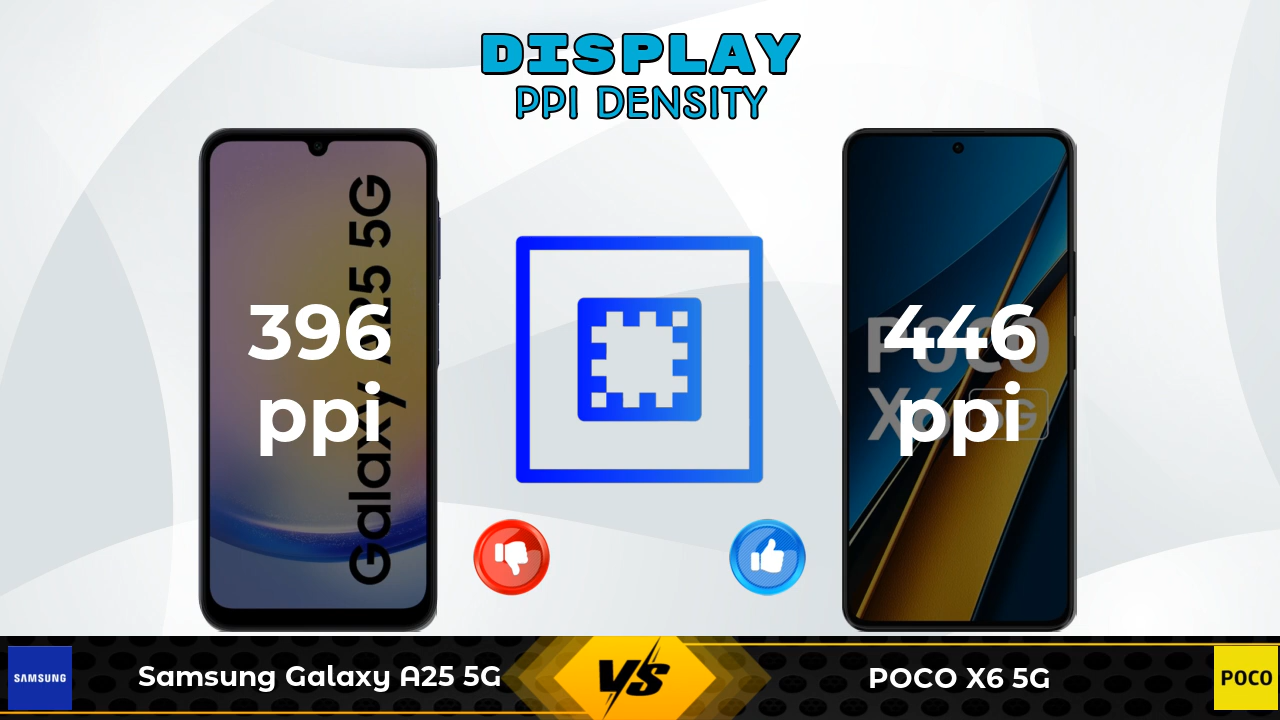 DISPLAY
PPI DENSITY
Galaxy A25 5G
396
ppi
POCO
X6 5G
446
ppi
SAMSUNG
Samsung Galaxy A25 5G
VS
POCO X6 5G
POCO